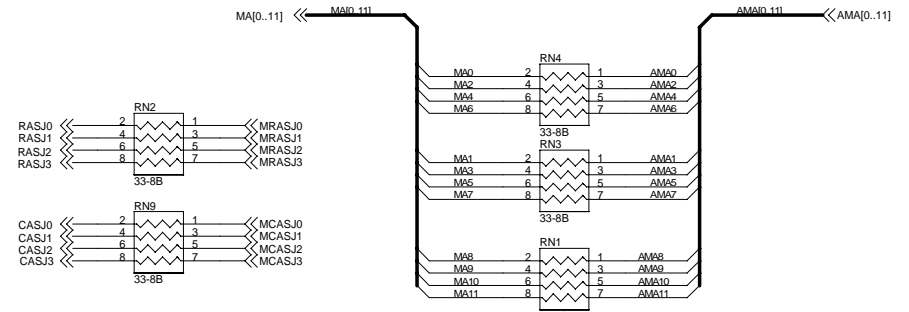 MA[0..11] MA[0..11] AMA[0..11] AMA[0..11]
RN4
MA0 2 1 AMA0
MA2 4 3 AMA2
MA4 6 5 AMA4
MA6 8 7 AMA6
33-8B
RN2
RASJ0 2 1 MRASJ0
RASJ1 4 3 MRASJ1
RASJ2 6 5 MRASJ2
RASJ3 8 7 MRASJ3
33-8B
RN3
MA1 2 1 AMA1
MA3 4 3 AMA3
MA5 6 5 AMA5
MA7 8 7 AMA7
33-8B
RN9
CASJ0 2 1 MCASJ0
CASJ1 4 3 MCASJ1
CASJ2 6 5 MCASJ2
CASJ3 8 7 MCASJ3
33-8B
RN1
MA8 2 1 AMA8
MA9 4 3 AMA9
MA10 6 5 AMA10
MA11 8 7 AMA11